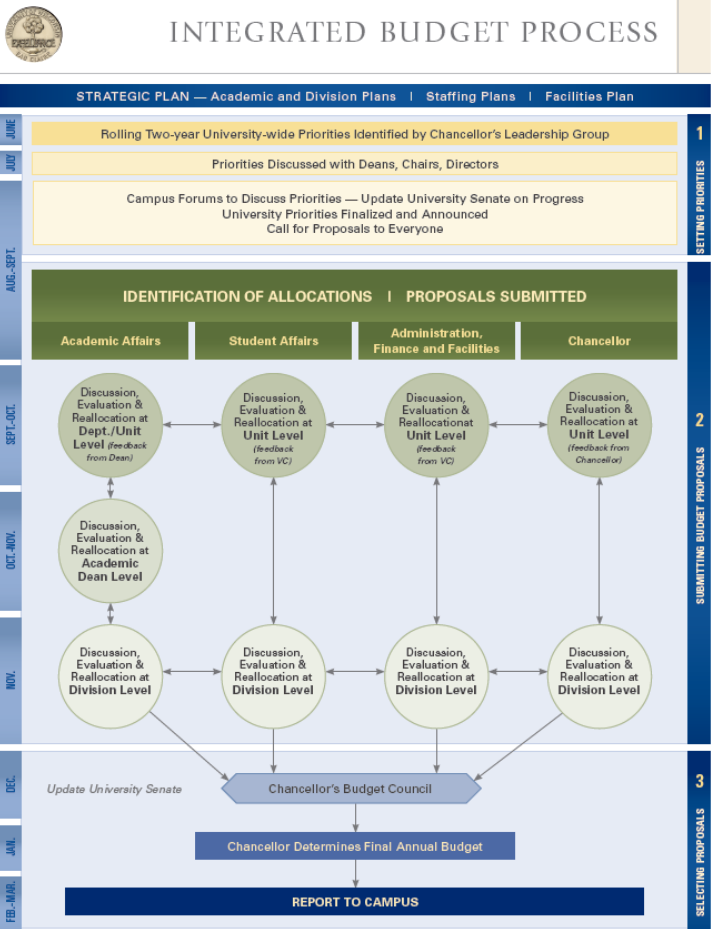 EXCELLENCE
INTEGRATED BUDGET PROCESS
STRATEGIC PLAN — Academic and Division Plans | Staffing Plans | Facilities Plan
JUNE
Rolling Two-year University-wide Priorities Identified by Chancellor's Leadership Group
1
JULY
Priorities Discussed with Deans, Chairs, Directors
SETTING PRIORITIES
Campus Forums to Discuss Priorities — Update University Senate on Progress
University Priorities Finalized and Announced
Call for Proposals to Everyone
AUG.-SEPT.
IDENTIFICATION OF ALLOCATIONS | PROPOSALS SUBMITTED
Academic Affairs
Student Affairs
Administration,
Finance and Facilities
Chancellor
SEPT.-OCT.
Discussion,
Evaluation &
Reallocation at
Dept./Unit
Level (feedback
from Dean)
Discussion,
Evaluation &
Reallocation at
Unit Level
(feedback
from VC)
Discussion,
Evaluation &
Reallocationat
Unit Level
(feedback
from VC)
Discussion,
Evaluation &
Reallocation at
Unit Level
(feedback from
Chancellor)
2
SUBMITTING BUDGET PROPOSALS
OCT.-NOV.
Discussion,
Evaluation &
Reallocation at
Academic
Dean Level
NOV.
Discussion,
Evaluation &
Reallocation at
Division Level
Discussion,
Evaluation &
Reallocation at
Division Level
Discussion,
Evaluation &
Reallocation at
Division Level
Discussion,
Evaluation &
Reallocation at
Division Level
DEC.
Update University Senate
Chancellor's Budget Council
3
SELECTING PROPOSALS
JAN.
Chancellor Determines Final Annual Budget
FEB.-MAR.
REPORT TO CAMPUS